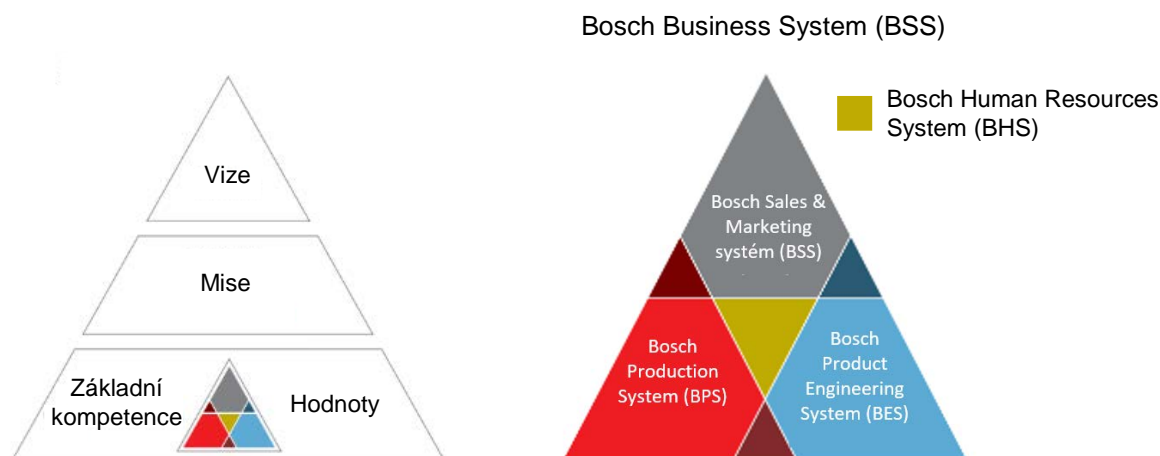 Bosch Business System (BSS)
Bosch Human Resources
System (BHS)
Vize
Mise
Základní
kompetence
Hodnoty
Bosch Sales &
Marketing
systém (BSS)
Bosch
Production
System (BPS)
Bosch
Product
Engineering
System (BES)